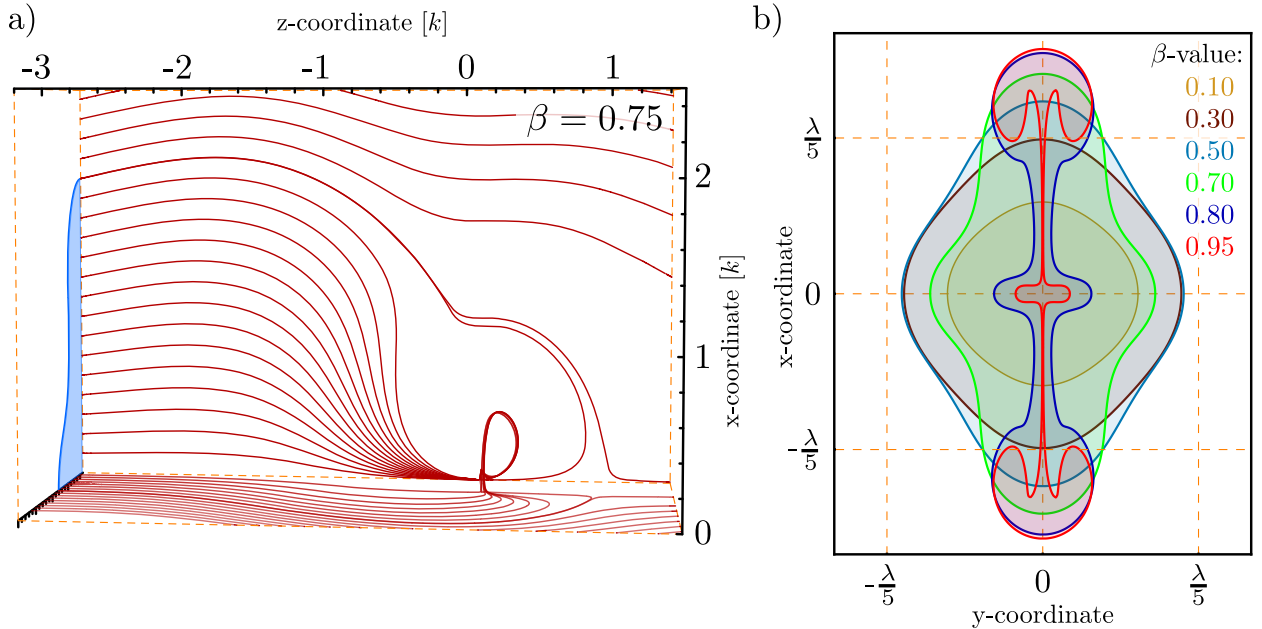 a)
z-coordinate [k]
-3 -2 -1 0 1
β = 0.75
2
1
0
x-coordinate [k]
b)
β-value:
0.10
0.30
0.50
0.70
0.80
0.95
λ/5
0
-λ/5
x-coordinate
-λ/5 0 λ/5
y-coordinate